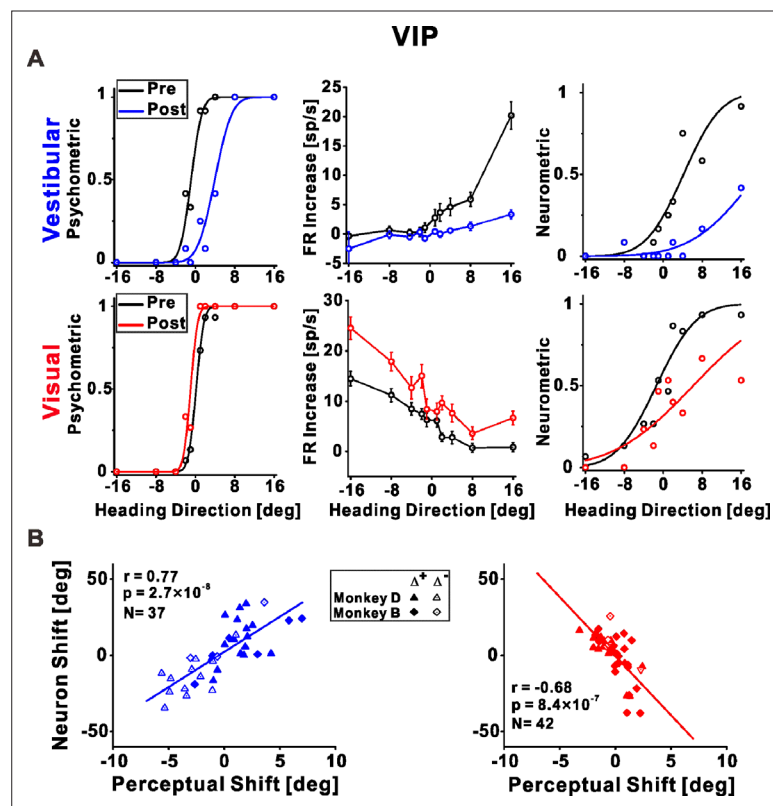 VIP
A
Pre
Post
Vestibular
Psychometric
1
0.5
0
-16 -8 0 8 16
FR Increase [sp/s]
25
20
15
10
5
0
-5
-16 -8 0 8 16
Neurometric
1
0.5
0
-16 -8 0 8 16
Pre
Post
Visual
Psychometric
1
0.5
0
-16 -8 0 8 16
Heading Direction [deg]
FR Increase [sp/s]
30
20
10
0
-16 -8 0 8 16
Heading Direction [deg]
Neurometric
1
0.5
0
-16 -8 0 8 16
Heading Direction [deg]
B
Neuron Shift [deg]
50
0
-50
r = 0.77
p = 2.7×10⁻⁸
N= 37
-10 -5 0 5 10
Perceptual Shift [deg]
Δ⁺ Δ⁻
Monkey D
Monkey B
50
0
-50
r = -0.68
p = 8.4×10⁻⁷
N= 42
-10 -5 0 5 10
Perceptual Shift [deg]